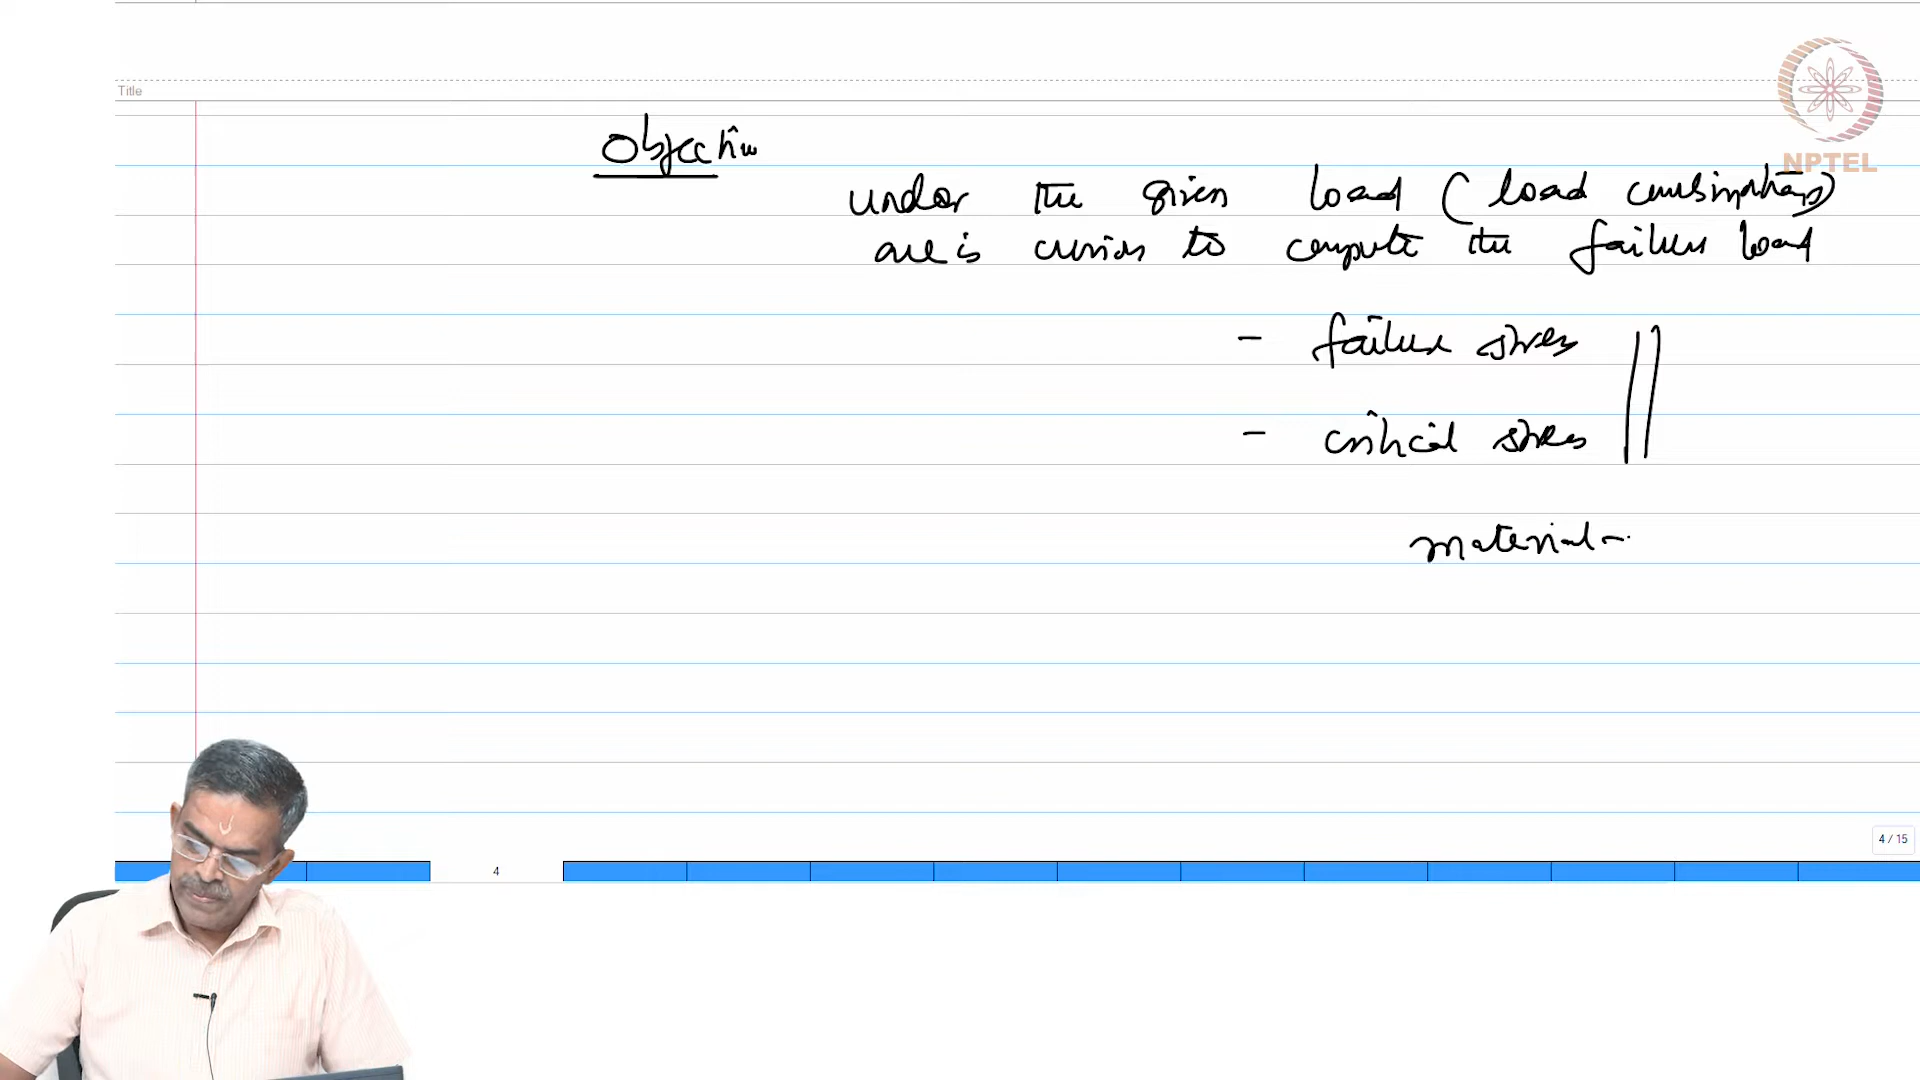 Title
NPTEL
Objective
under the given load (load combinations)
one is curious to compute the failure load
- failure stress
- critical stress
material -
4 / 15
4